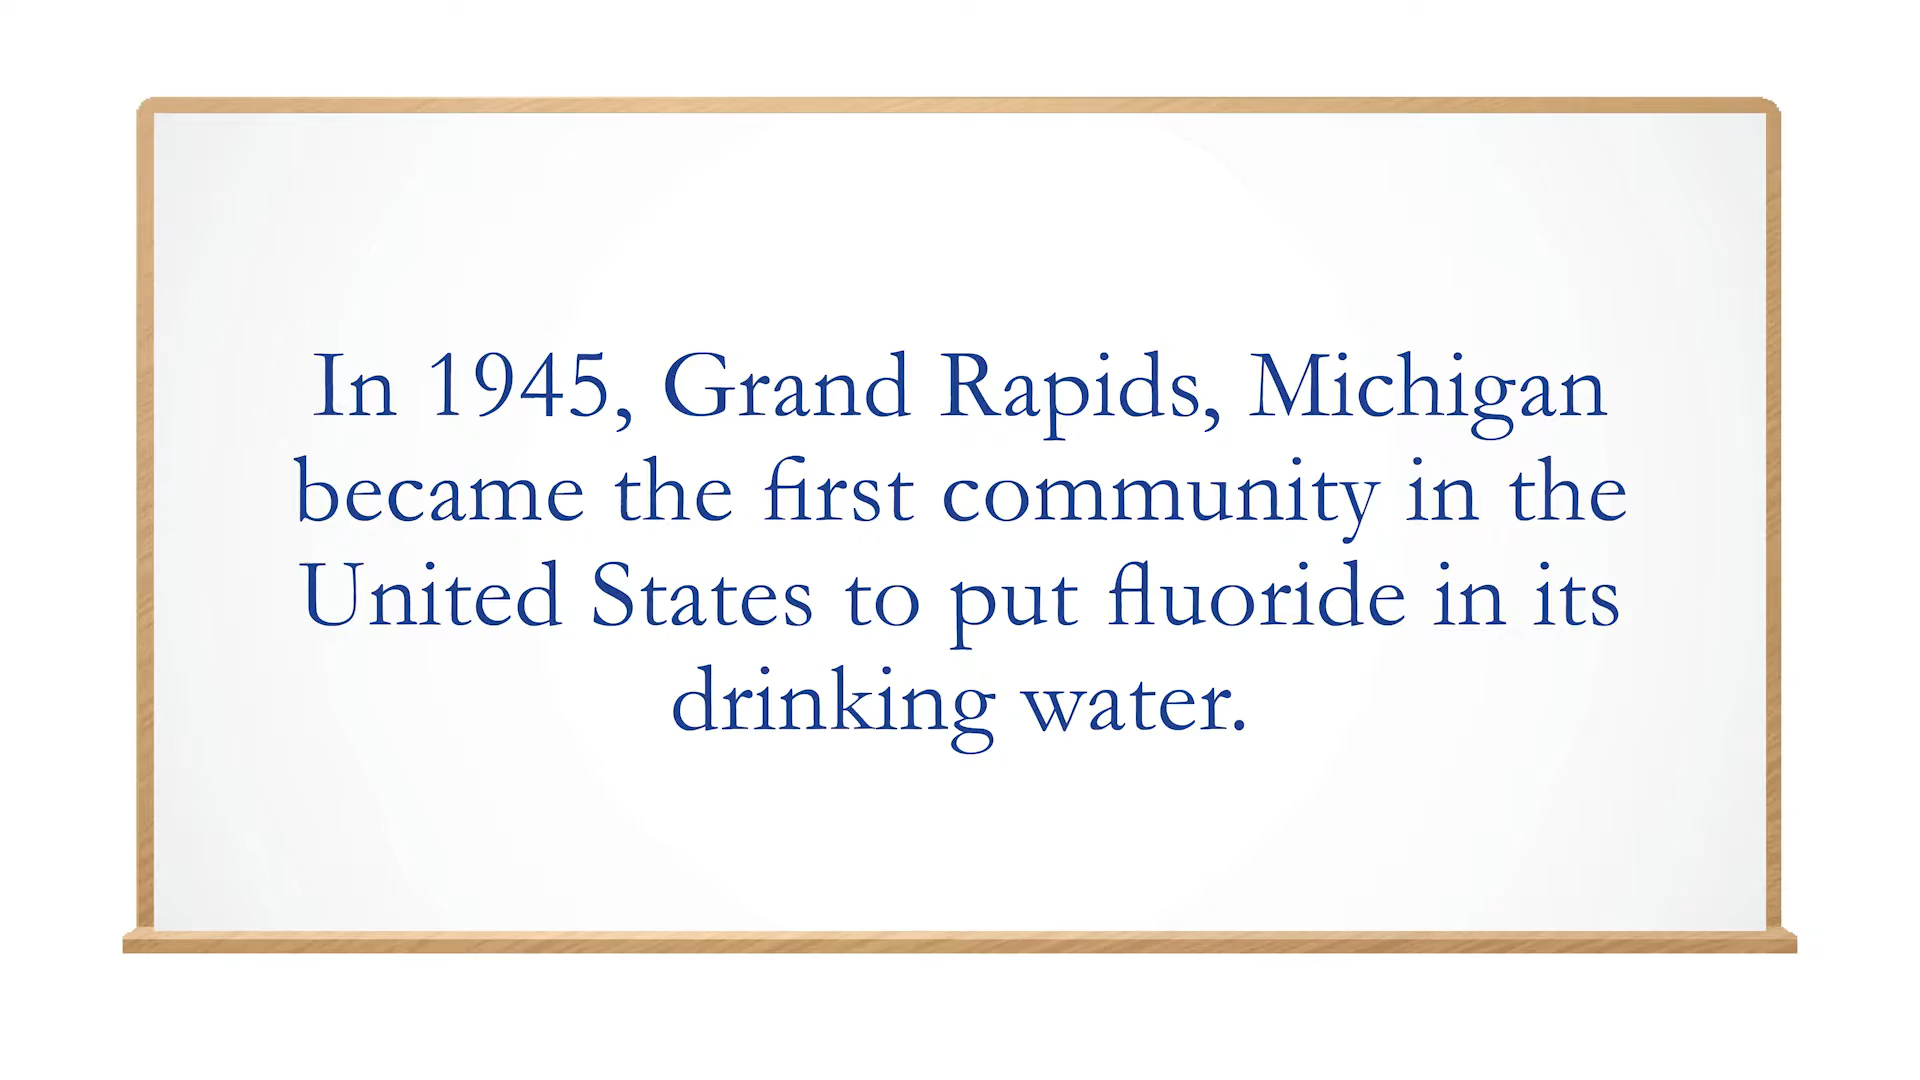 In 1945, Grand Rapids, Michigan
became the first community in the
United States to put fluoride in its
drinking water.